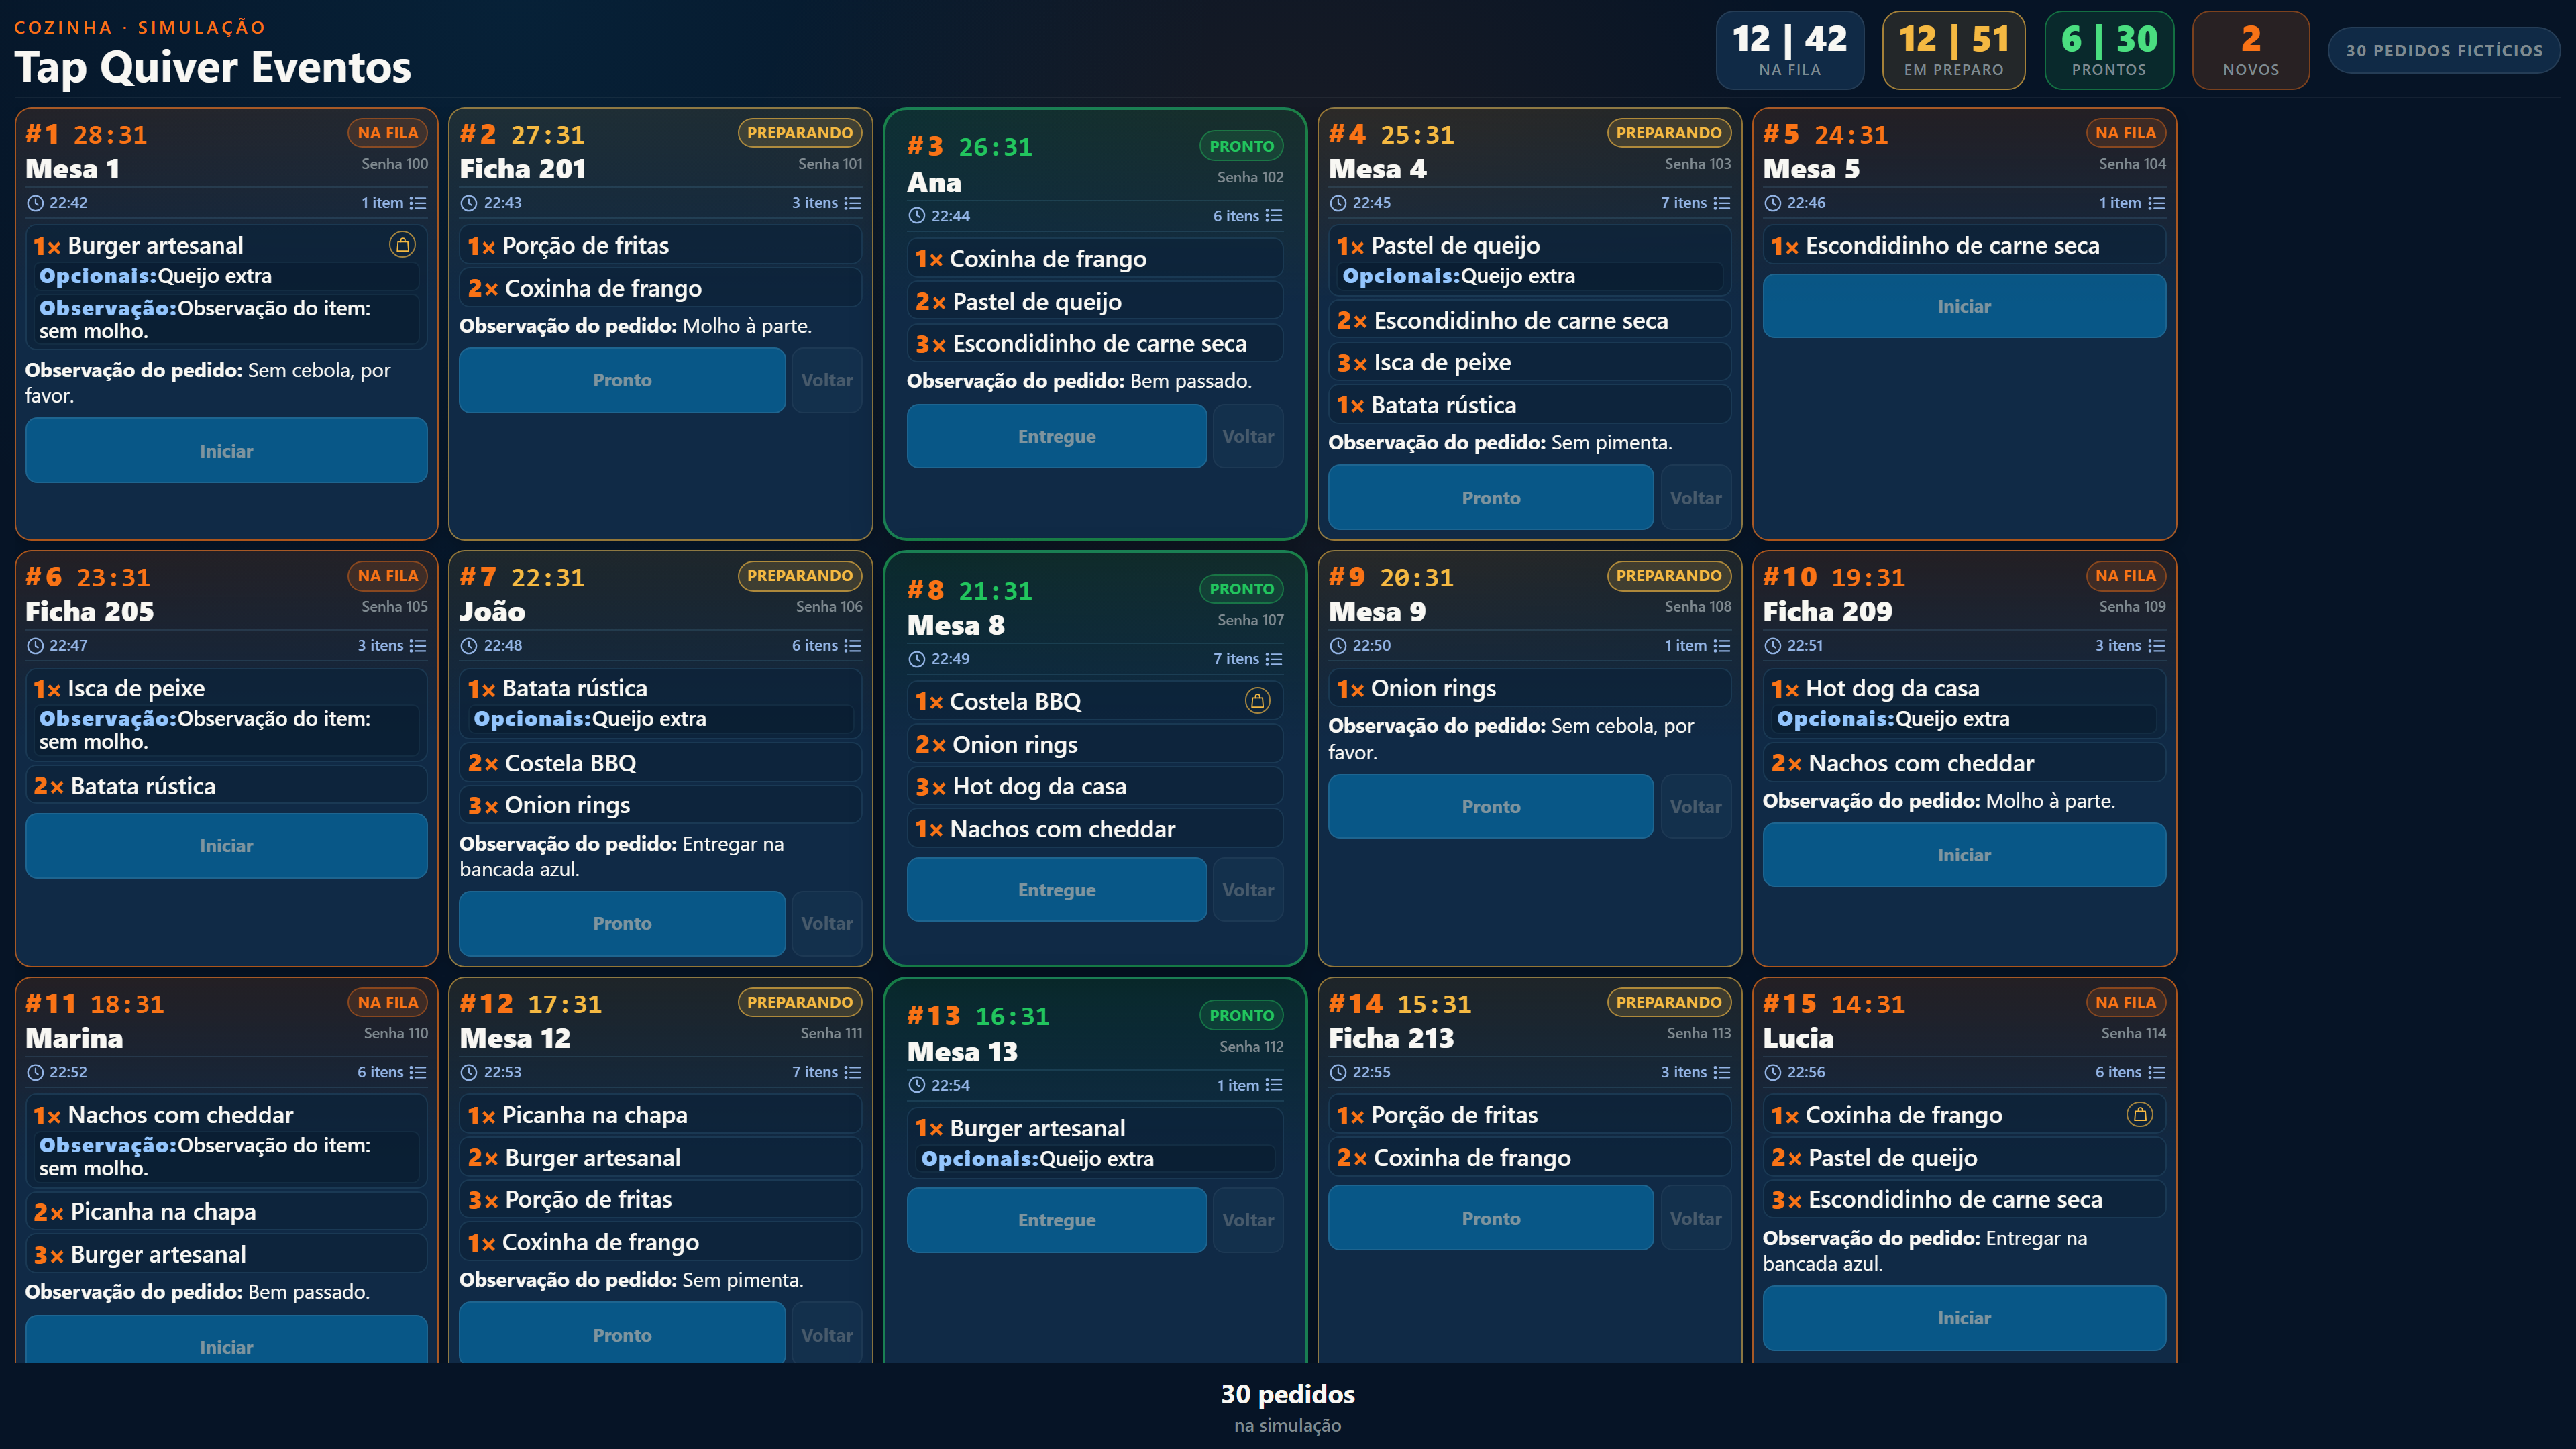 COZINHA · SIMULAÇÃO
Tap Quiver Eventos
12 | 42
NA FILA
12 | 51
EM PREPARO
6 | 30
PRONTOS
2
NOVOS
30 PEDIDOS FICTÍCIOS
#1 28:31 NA FILA
Mesa 1 Senha 100
22:42 1 item
1× Burger artesanal
Opcionais:Queijo extra
Observação:Observação do item:
sem molho.
Observação do pedido: Sem cebola, por
favor.
Iniciar
#2 27:31 PREPARANDO
Ficha 201 Senha 101
22:43 3 itens
1× Porção de fritas
2× Coxinha de frango
Observação do pedido: Molho à parte.
Pronto Voltar
#3 26:31 PRONTO
Ana Senha 102
22:44 6 itens
1× Coxinha de frango
2× Pastel de queijo
3× Escondidinho de carne seca
Observação do pedido: Bem passado.
Entregue Voltar
#4 25:31 PREPARANDO
Mesa 4 Senha 103
22:45 7 itens
1× Pastel de queijo
Opcionais:Queijo extra
2× Escondidinho de carne seca
3× Isca de peixe
1× Batata rústica
Observação do pedido: Sem pimenta.
Pronto Voltar
#5 24:31 NA FILA
Mesa 5 Senha 104
22:46 1 item
1× Escondidinho de carne seca
Iniciar
#6 23:31 NA FILA
Ficha 205 Senha 105
22:47 3 itens
1× Isca de peixe
Observação:Observação do item:
sem molho.
2× Batata rústica
Iniciar
#7 22:31 PREPARANDO
João Senha 106
22:48 6 itens
1× Batata rústica
Opcionais:Queijo extra
2× Costela BBQ
3× Onion rings
Observação do pedido: Entregar na
bancada azul.
Pronto Voltar
#8 21:31 PRONTO
Mesa 8 Senha 107
22:49 7 itens
1× Costela BBQ
2× Onion rings
3× Hot dog da casa
1× Nachos com cheddar
Entregue Voltar
#9 20:31 PREPARANDO
Mesa 9 Senha 108
22:50 1 item
1× Onion rings
Observação do pedido: Sem cebola, por
favor.
Pronto Voltar
#10 19:31 NA FILA
Ficha 209 Senha 109
22:51 3 itens
1× Hot dog da casa
Opcionais:Queijo extra
2× Nachos com cheddar
Observação do pedido: Molho à parte.
Iniciar
#11 18:31 NA FILA
Marina Senha 110
22:52 6 itens
1× Nachos com cheddar
Observação:Observação do item:
sem molho.
2× Picanha na chapa
3× Burger artesanal
Observação do pedido: Bem passado.
Iniciar
#12 17:31 PREPARANDO
Mesa 12 Senha 111
22:53 7 itens
1× Picanha na chapa
2× Burger artesanal
3× Porção de fritas
1× Coxinha de frango
Observação do pedido: Sem pimenta.
Pronto Voltar
#13 16:31 PRONTO
Mesa 13 Senha 112
22:54 1 item
1× Burger artesanal
Opcionais:Queijo extra
Entregue Voltar
#14 15:31 PREPARANDO
Ficha 213 Senha 113
22:55 3 itens
1× Porção de fritas
2× Coxinha de frango
Pronto Voltar
#15 14:31 NA FILA
Lucia Senha 114
22:56 6 itens
1× Coxinha de frango
2× Pastel de queijo
3× Escondidinho de carne seca
Observação do pedido: Entregar na
bancada azul.
Iniciar
30 pedidos
na simulação